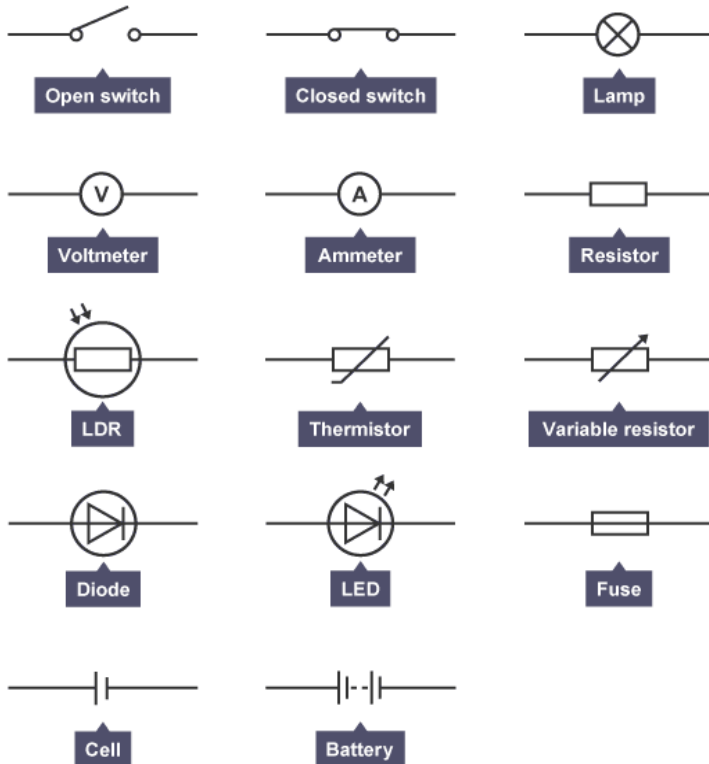 Open switch
Closed switch
Lamp
V
A
Voltmeter
Ammeter
Resistor
LDR
Thermistor
Variable resistor
Diode
LED
Fuse
Cell
Battery